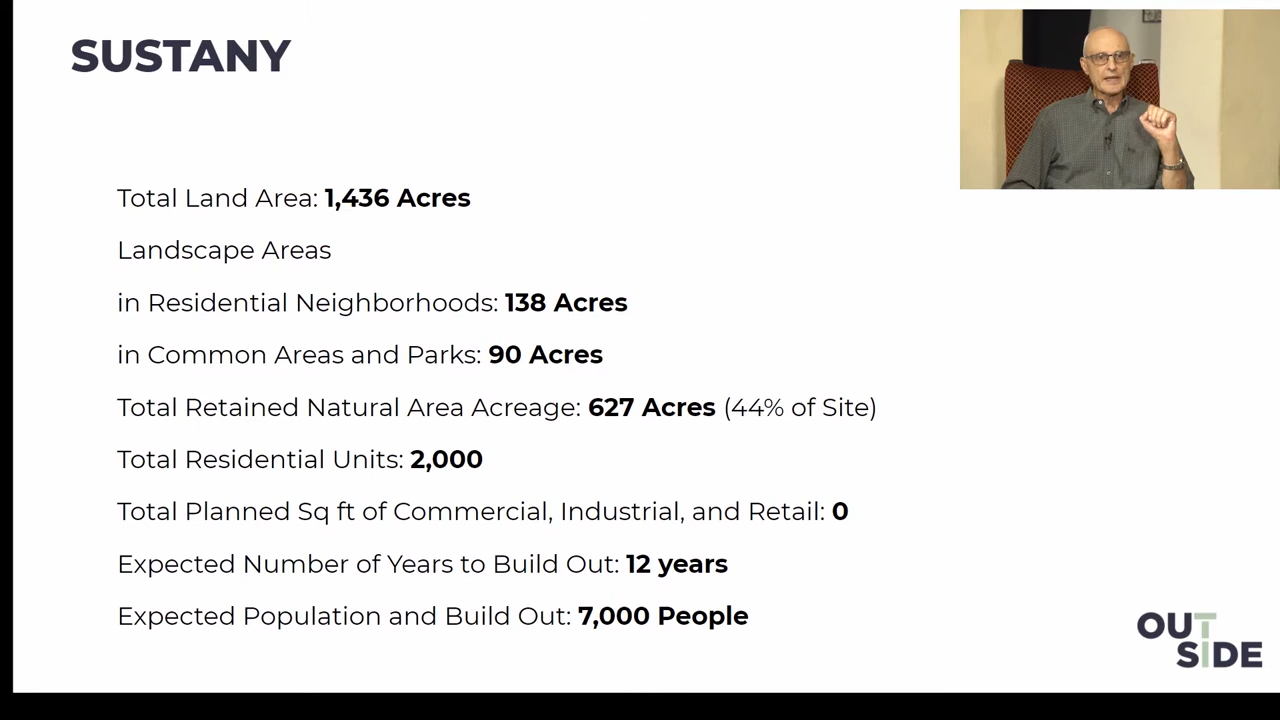 SUSTANY
Total Land Area: 1,436 Acres
Landscape Areas
in Residential Neighborhoods: 138 Acres
in Common Areas and Parks: 90 Acres
Total Retained Natural Area Acreage: 627 Acres (44% of Site)
Total Residential Units: 2,000
Total Planned Sq ft of Commercial, Industrial, and Retail: 0
Expected Number of Years to Build Out: 12 years
Expected Population and Build Out: 7,000 People
OUT
SIDE